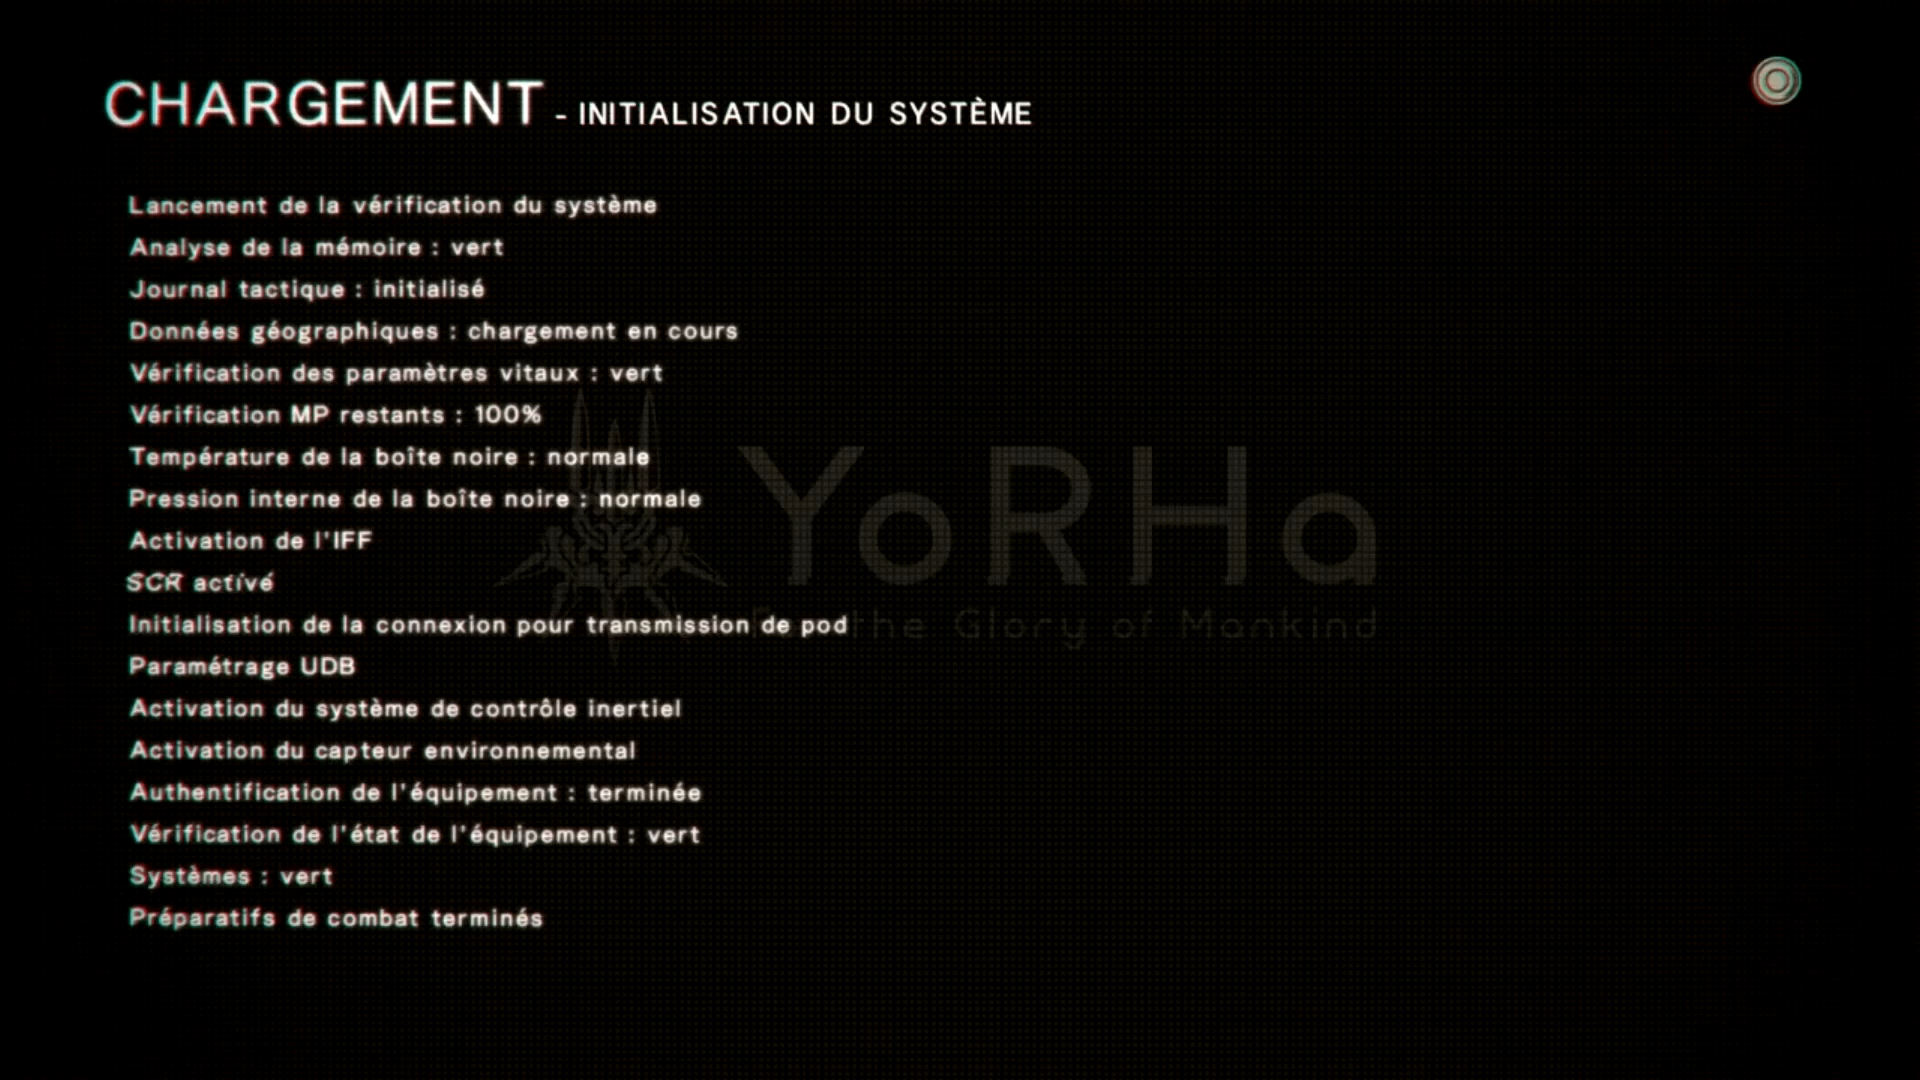 CHARGEMENT - INITIALISATION DU SYSTÈME
Lancement de la vérification du système
Analyse de la mémoire : vert
Journal tactique : initialisé
Données géographiques : chargement en cours
Vérification des paramètres vitaux : vert
Vérification MP restants : 100%
Température de la boîte noire : normale
Pression interne de la boîte noire : normale
Activation de l'IFF
SCR activé
Initialisation de la connexion pour transmission de pod
Paramétrage UDB
Activation du système de contrôle inertiel
Activation du capteur environnemental
Authentification de l'équipement : terminée
Vérification de l'état de l'équipement : vert
Systèmes : vert
Préparatifs de combat terminés
YoRHa
For the Glory of Mankind